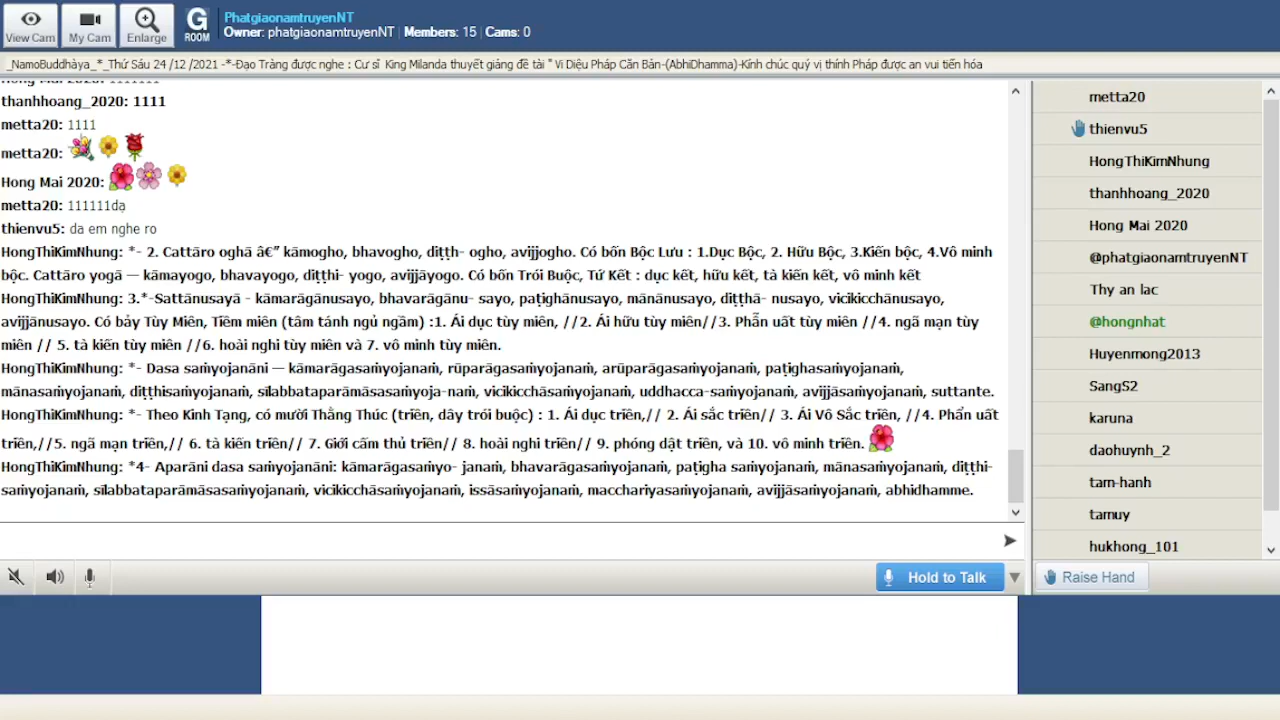 View Cam
My Cam
Enlarge
G
ROOM
PhatgiaonamtruyenNT
Owner: phatgiaonamtruyenNT | Members: 15 | Cams: 0
_NamoBuddhàya_*_Thứ Sáu 24 /12 /2021 -*-Đạo Tràng được nghe : Cư sĩ King Milanda thuyết giảng đề tài " Vi Diệu Pháp Căn Bản-(AbhiDhamma)-Kính chúc quý vị thính Pháp được an vui tiến hóa
Hong Mai 2020: 1111111
thanhhoang_2020: 1111
metta20: 1111
metta20:
Hong Mai 2020:
metta20: 111111dạ
thienvu5: da em nghe ro
HongThiKimNhung: *- 2. Cattāro oghā â€” kāmogho, bhavogho, diṭṭh- ogho, avijjogho. Có bốn Bộc Lưu : 1.Dục Bộc, 2. Hữu Bộc, 3.Kiến bộc, 4.Vô minh
bộc. Cattāro yogā — kāmayogo, bhavayogo, diṭṭhi- yogo, avijjāyogo. Có bốn Trói Buộc, Tứ Kết : dục kết, hữu kết, tà kiến kết, vô minh kết
HongThiKimNhung: 3.*-Sattānusayā - kāmarāgānusayo, bhavarāgānu- sayo, paṭighānusayo, mānānusayo, diṭṭhā- nusayo, vicikicchānusayo,
avijjānusayo. Có bảy Tùy Miên, Tiềm miên (tâm tánh ngủ ngầm) :1. Ái dục tùy miên, //2. Ái hữu tùy miên//3. Phẫn uất tùy miên //4. ngã mạn tùy
miên // 5. tà kiến tùy miên //6. hoài nghi tùy miên và 7. vô minh tùy miên.
HongThiKimNhung: *- Dasa saṁyojanāni — kāmarāgasaṁyojanaṁ, rūparāgasaṁyojanaṁ, arūparāgasaṁyojanaṁ, paṭighasaṁyojanaṁ,
mānasaṁyojanaṁ, diṭṭhisaṁyojanaṁ, sīlabbataparāmāsasaṁyoja-naṁ, vicikicchāsaṁyojanaṁ, uddhacca-saṁyojanaṁ, avijjāsaṁyojanaṁ, suttante.
HongThiKimNhung: *- Theo Kinh Tạng, có mười Thằng Thúc (triền, dây trói buộc) : 1. Ái dục triền,// 2. Ái sắc triền// 3. Ái Vô Sắc triền, //4. Phẩn uất
triền,//5. ngã mạn triền,// 6. tà kiến triền// 7. Giới cấm thủ triền// 8. hoài nghi triền// 9. phóng dật triền, và 10. vô minh triền.
HongThiKimNhung: *4- Aparāni dasa saṁyojanāni: kāmarāgasaṁyo- janaṁ, bhavarāgasaṁyojanaṁ, paṭigha saṁyojanaṁ, mānasaṁyojanaṁ, diṭṭhi-
saṁyojanaṁ, sīlabbataparāmāsasaṁyojanaṁ, vicikicchāsaṁyojanaṁ, issāsaṁyojanaṁ, macchariyasaṁyojanaṁ, avijjāsaṁyojanaṁ, abhidhamme.
Hold to Talk
metta20
thienvu5
HongThiKimNhung
thanhhoang_2020
Hong Mai 2020
@phatgiaonamtruyenNT
Thy an lac
@hongnhat
Huyenmong2013
SangS2
karuna
daohuynh_2
tam-hanh
tamuy
hukhong_101
Raise Hand